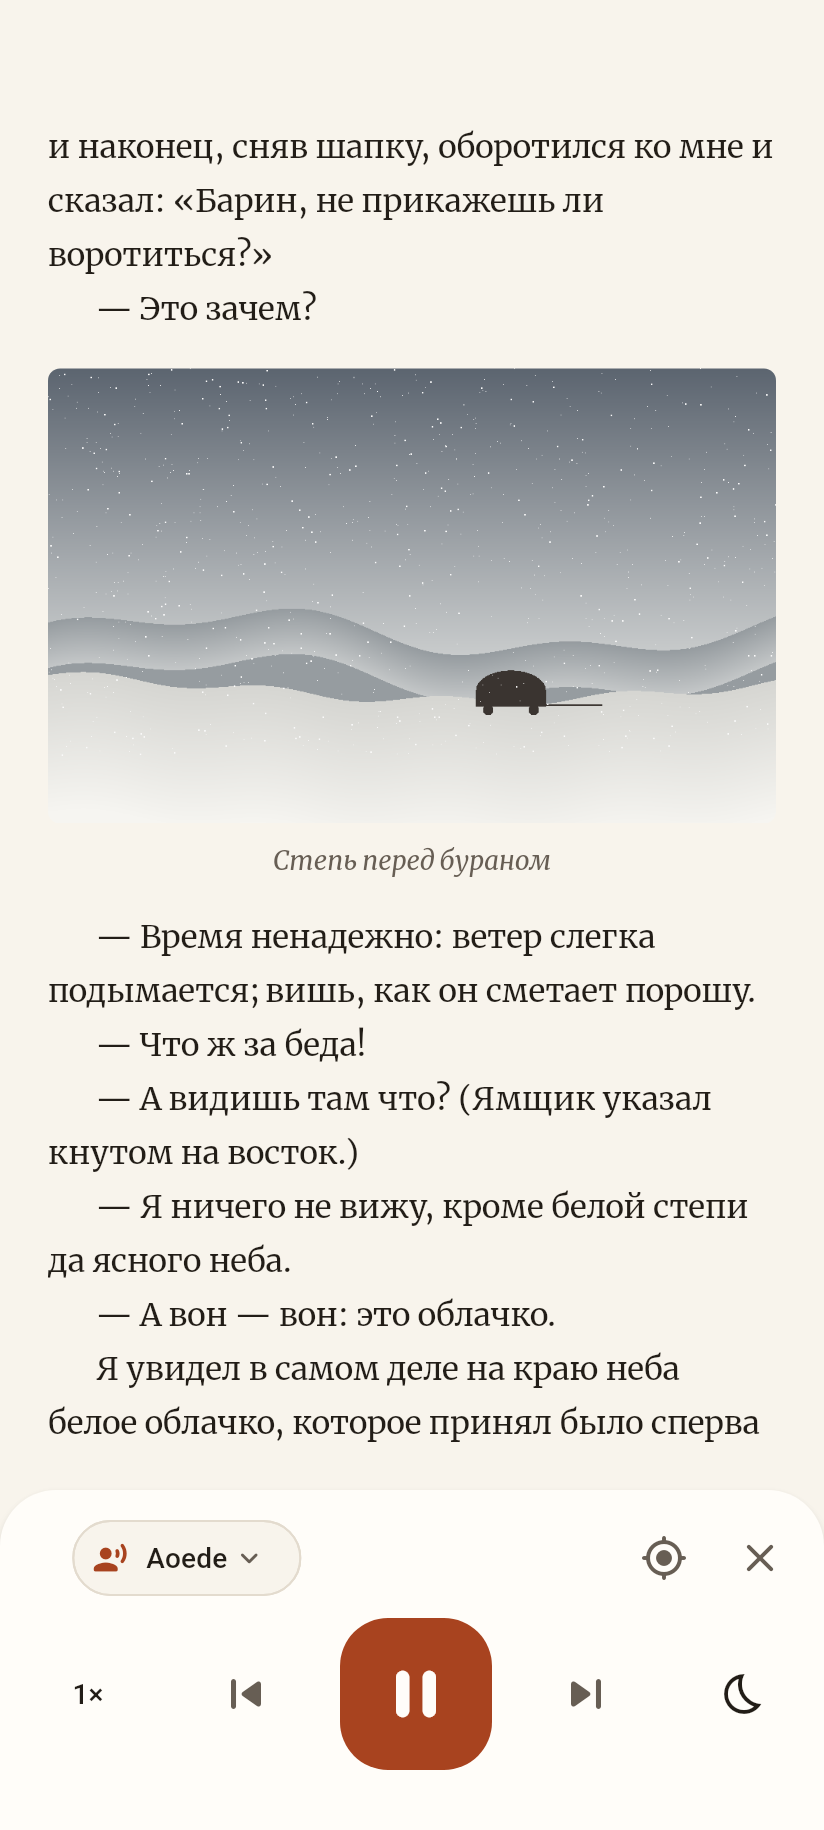 и наконец, сняв шапку, оборотился ко мне и
сказал: «Барин, не прикажешь ли
воротиться?»
— Это зачем?
Степь перед бураном
— Время ненадежно: ветер слегка
подымается; вишь, как он сметает порошу.
— Что ж за беда!
— А видишь там что? (Ямщик указал
кнутом на восток.)
— Я ничего не вижу, кроме белой степи
да ясного неба.
— А вон — вон: это облачко.
Я увидел в самом деле на краю неба
белое облачко, которое принял было сперва
Aoede
1×